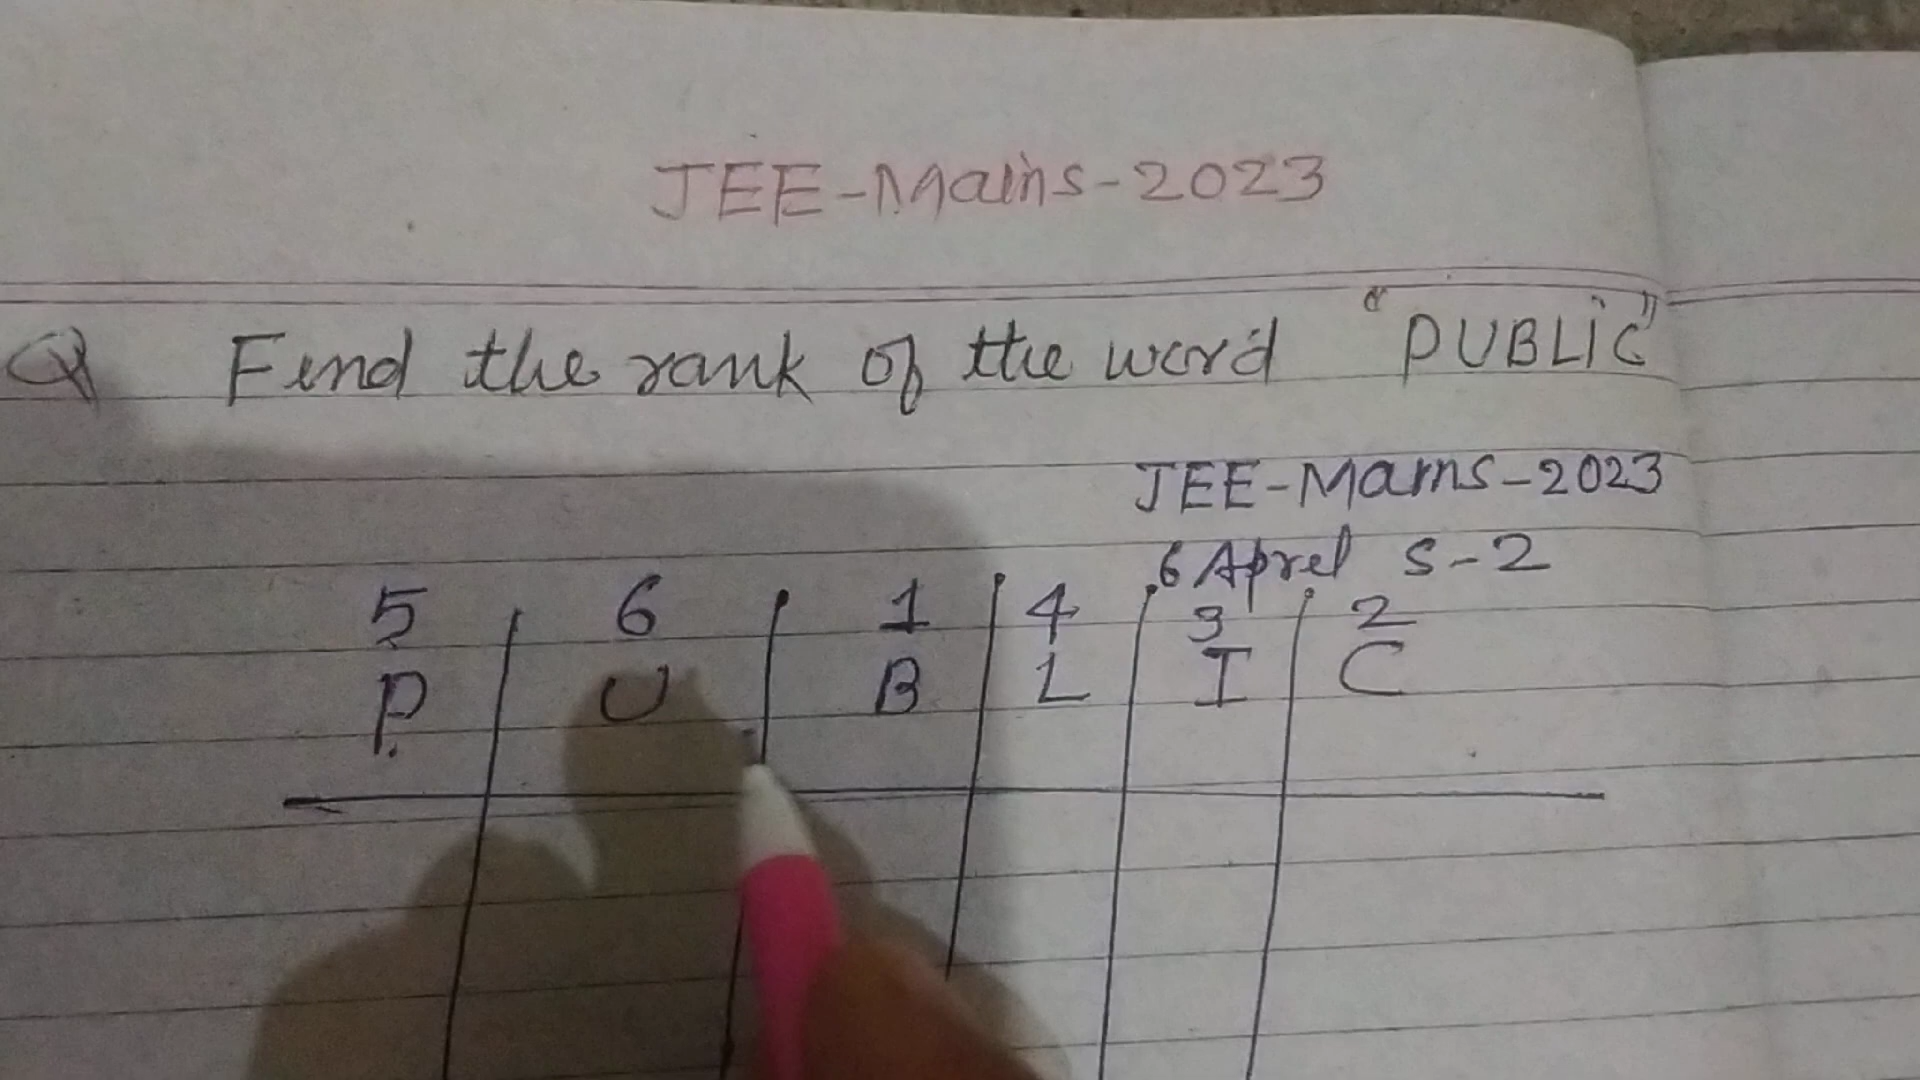 JEE-Mains-2023
Q Find the rank of the word "PUBLIC"
JEE-Mains-2023
6 Aprel S-2
5 6 1 4 3 2
P U B L I C